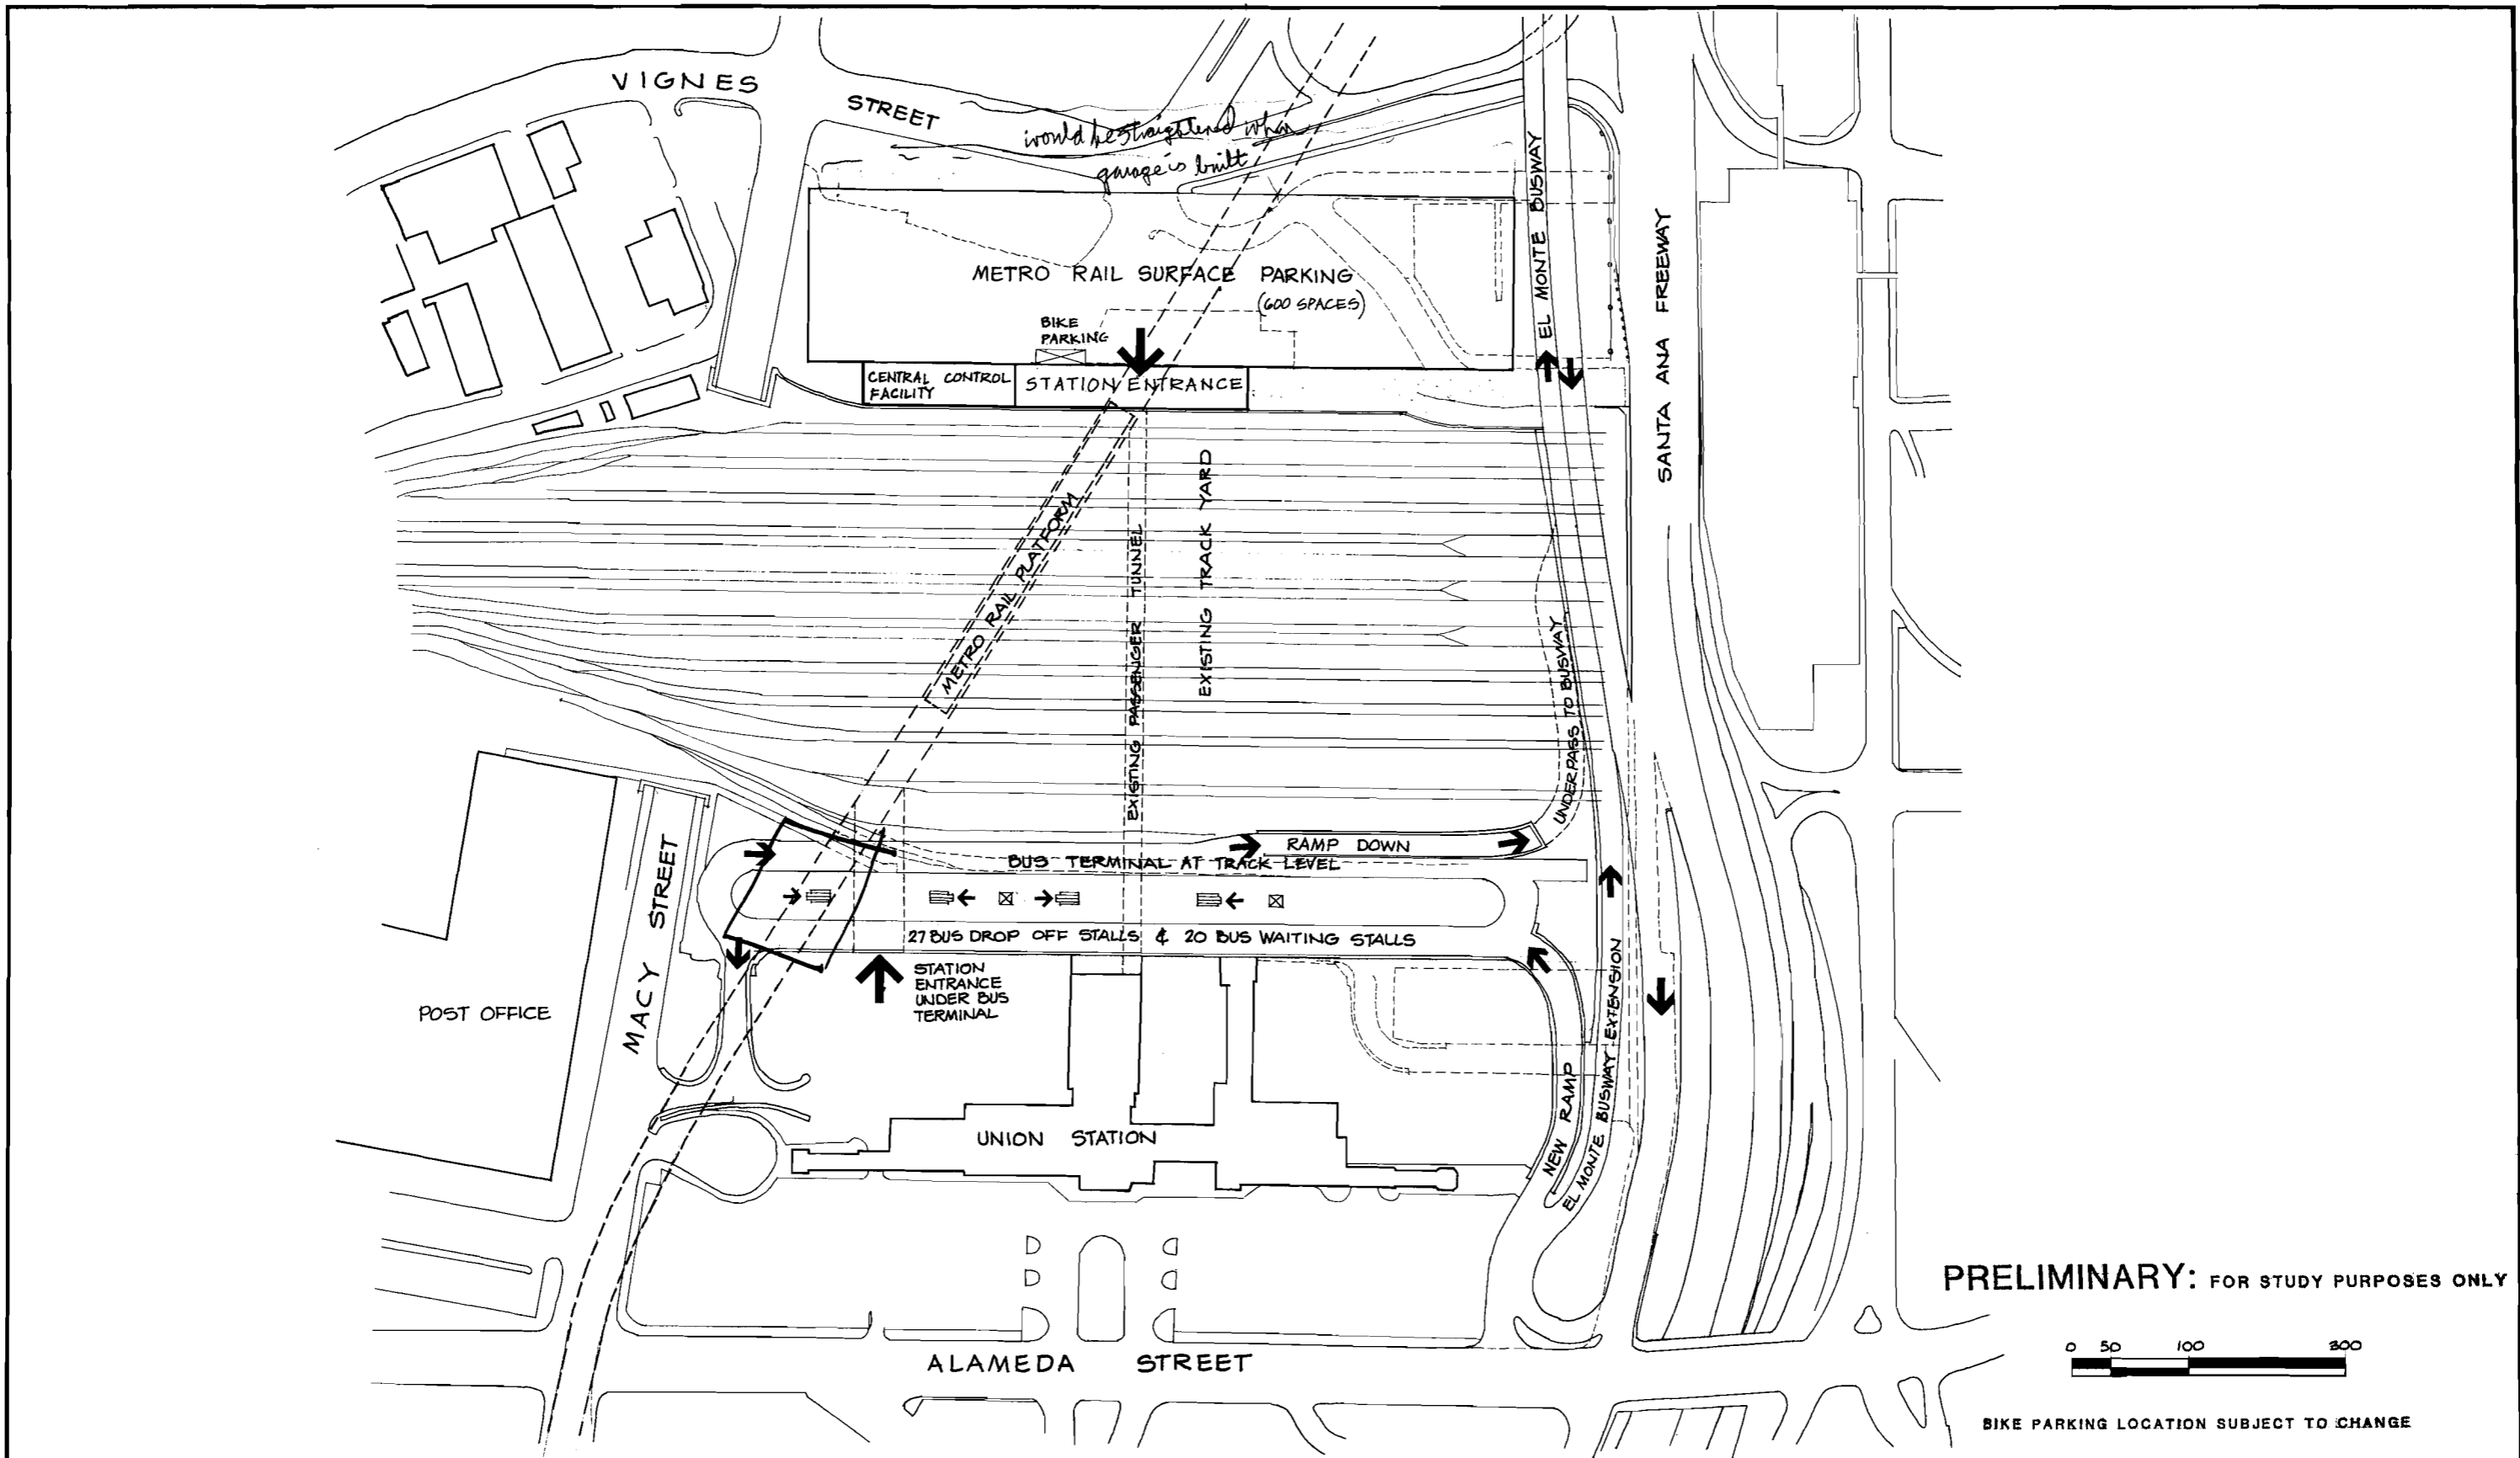 VIGNES
STREET
would be straightened when
garage is built
METRO RAIL SURFACE PARKING
(600 SPACES)
BIKE
PARKING
CENTRAL CONTROL
FACILITY
STATION ENTRANCE
EL MONTE BUSWAY
SANTA ANA FREEWAY
METRO RAIL PLATFORM
EXISTING PASSENGER TUNNEL
EXISTING TRACK YARD
UNDERPASS TO BUSWAY
RAMP DOWN
BUS TERMINAL AT TRACK LEVEL
27 BUS DROP OFF STALLS & 20 BUS WAITING STALLS
STATION
ENTRANCE
UNDER BUS
TERMINAL
MACY STREET
POST OFFICE
UNION STATION
NEW RAMP
EL MONTE BUSWAY EXTENSION
ALAMEDA STREET
PRELIMINARY: FOR STUDY PURPOSES ONLY
0 50 100 300
BIKE PARKING LOCATION SUBJECT TO CHANGE